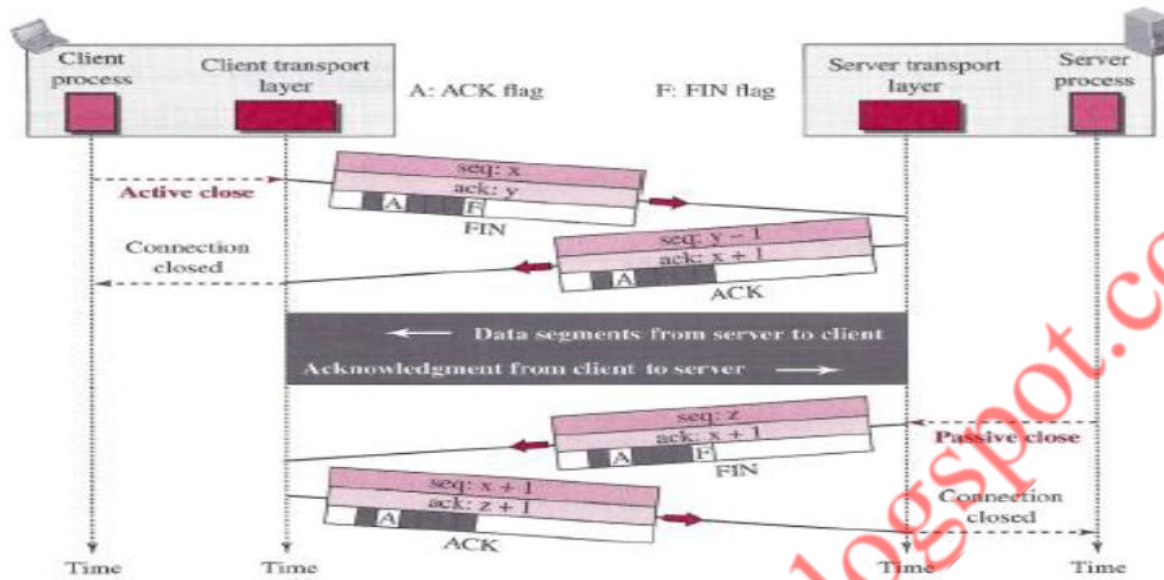 Client process
Client transport layer
A: ACK flag
F: FIN flag
Server transport layer
Server process
seq: x
ack: y
A
F
FIN
Active close
seq: y – 1
ack: x + 1
A
ACK
Connection closed
Data segments from server to client
Acknowledgment from client to server
seq: z
ack: x + 1
A
F
FIN
Passive close
seq: x + 1
ack: z + 1
A
ACK
Connection closed
Time
Time
Time
Time
logspot.co